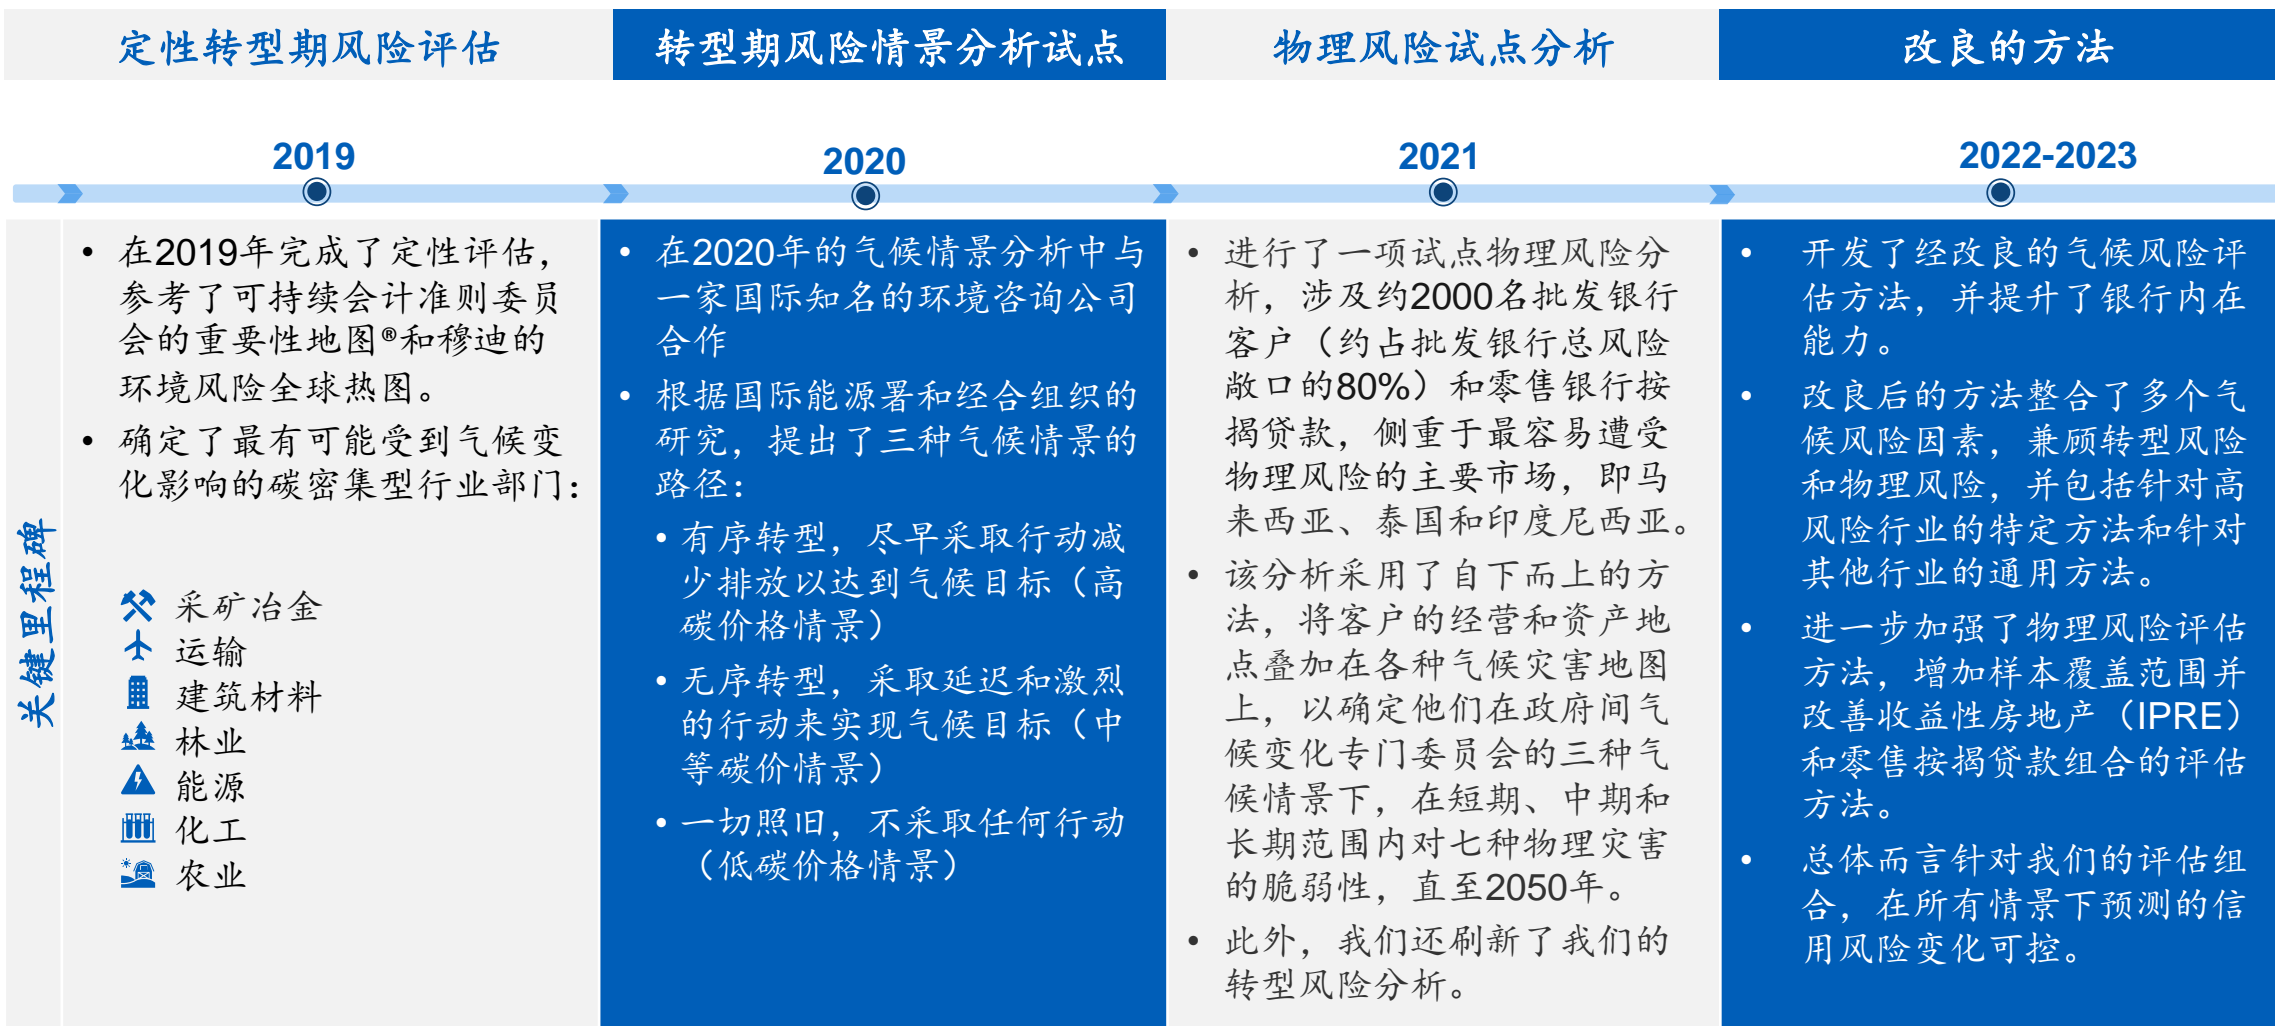 定性转型期风险评估
转型期风险情景分析试点
物理风险试点分析
改良的方法
2019
2020
2021
2022-2023
关键里程碑
• 在2019年完成了定性评估，
参考了可持续会计准则委员
会的重要性地图®和穆迪的
环境风险全球热图。
• 确定了最有可能受到气候变
化影响的碳密集型行业部门：
采矿冶金
运输
建筑材料
林业
能源
化工
农业
• 在2020年的气候情景分析中与
一家国际知名的环境咨询公司
合作
• 根据国际能源署和经合组织的
研究，提出了三种气候情景的
路径：
• 有序转型，尽早采取行动减
少排放以达到气候目标（高
碳价格情景）
• 无序转型，采取延迟和激烈
的行动来实现气候目标（中
等碳价情景）
• 一切照旧，不采取任何行动
（低碳价格情景）
• 进行了一项试点物理风险分
析，涉及约2000名批发银行
客户（约占批发银行总风险
敞口的80%）和零售银行按
揭贷款，侧重于最容易遭受
物理风险的主要市场，即马
来西亚、泰国和印度尼西亚。
• 该分析采用了自下而上的方
法，将客户的经营和资产地
点叠加在各种气候灾害地图
上，以确定他们在政府间气
候变化专门委员会的三种气
候情景下，在短期、中期和
长期范围内对七种物理灾害
的脆弱性，直至2050年。
• 此外，我们还刷新了我们的
转型风险分析。
• 开发了经改良的气候风险评
估方法，并提升了银行内在
能力。
• 改良后的方法整合了多个气
候风险因素，兼顾转型风险
和物理风险，并包括针对高
风险行业的特定方法和针对
其他行业的通用方法。
• 进一步加强了物理风险评估
方法，增加样本覆盖范围并
改善收益性房地产（IPRE）
和零售按揭贷款组合的评估
方法。
• 总体而言针对我们的评估组
合，在所有情景下预测的信
用风险变化可控。